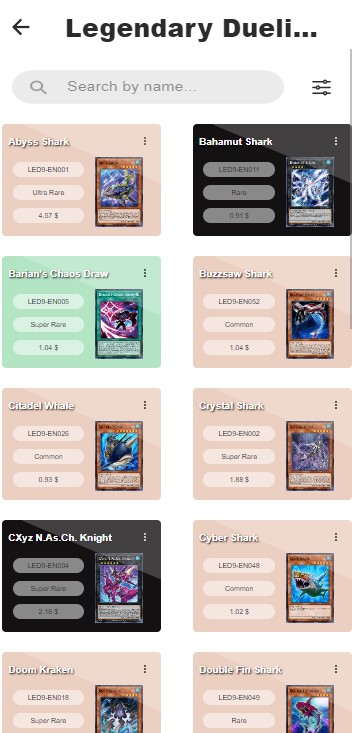 Legendary Dueli...
Search by name...
Abyss Shark
LED9-EN001
Ultra Rare
4.57 $
Bahamut Shark
LED9-EN011
Rare
0.91 $
Barian's Chaos Draw
LED9-EN005
Super Rare
1.04 $
Buzzsaw Shark
LED9-EN052
Common
1.04 $
Citadel Whale
LED9-EN026
Common
0.93 $
Crystal Shark
LED9-EN002
Super Rare
1.88 $
CXyz N.As.Ch. Knight
LED9-EN004
Super Rare
2.16 $
Cyber Shark
LED9-EN048
Common
1.02 $
Doom Kraken
LED9-EN018
Super Rare
Double Fin Shark
LED9-EN049
Rare